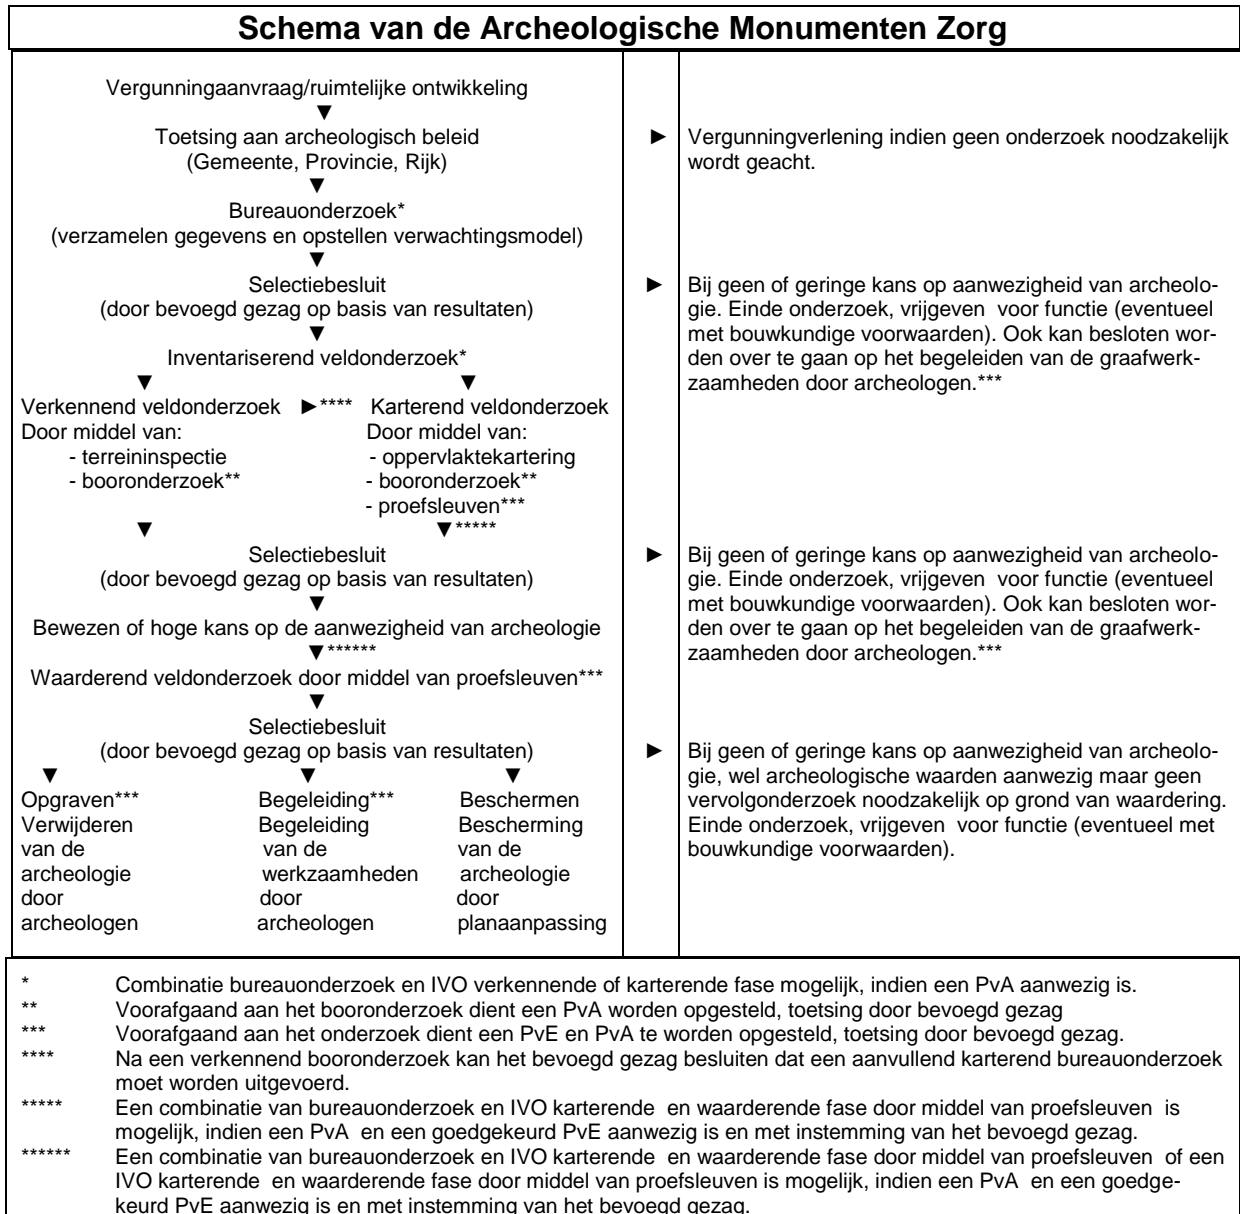 Schema van de Archeologische Monumenten Zorg
Vergunningaanvraag/ruimtelijke ontwikkeling
▼
Toetsing aan archeologisch beleid
(Gemeente, Provincie, Rijk)
► Vergunningverlening indien geen onderzoek noodzakelijk
wordt geacht.
▼
Bureauonderzoek*
(verzamelen gegevens en opstellen verwachtingsmodel)
▼
Selectiebesluit
(door bevoegd gezag op basis van resultaten)
► Bij geen of geringe kans op aanwezigheid van archeolo-
gie. Einde onderzoek, vrijgeven voor functie (eventueel
met bouwkundige voorwaarden). Ook kan besloten wor-
den over te gaan op het begeleiden van de graafwerk-
zaamheden door archeologen.***
▼
Inventariserend veldonderzoek*
▼ ▼
Verkennend veldonderzoek ►**** Karterend veldonderzoek
Door middel van: Door middel van:
- terreininspectie - oppervlaktekartering
- booronderzoek** - booronderzoek**
- proefsleuven***
▼ ▼*****
Selectiebesluit
(door bevoegd gezag op basis van resultaten)
► Bij geen of geringe kans op aanwezigheid van archeolo-
gie. Einde onderzoek, vrijgeven voor functie (eventueel
met bouwkundige voorwaarden). Ook kan besloten wor-
den over te gaan op het begeleiden van de graafwerk-
zaamheden door archeologen.***
▼
Bewezen of hoge kans op de aanwezigheid van archeologie
▼******
Waarderend veldonderzoek door middel van proefsleuven***
▼
Selectiebesluit
(door bevoegd gezag op basis van resultaten)
► Bij geen of geringe kans op aanwezigheid van archeolo-
gie, wel archeologische waarden aanwezig maar geen
vervolgonderzoek noodzakelijk op grond van waardering.
Einde onderzoek, vrijgeven voor functie (eventueel met
bouwkundige voorwaarden).
▼ ▼ ▼
Opgraven*** Begeleiding*** Beschermen
Verwijderen Begeleiding Bescherming
van de van de van de
archeologie werkzaamheden archeologie
door door door
archeologen archeologen planaanpassing
* Combinatie bureauonderzoek en IVO verkennende of karterende fase mogelijk, indien een PvA aanwezig is.
** Voorafgaand aan het booronderzoek dient een PvA worden opgesteld, toetsing door bevoegd gezag
*** Voorafgaand aan het onderzoek dient een PvE en PvA te worden opgesteld, toetsing door bevoegd gezag.
**** Na een verkennend booronderzoek kan het bevoegd gezag besluiten dat een aanvullend karterend bureauonderzoek
moet worden uitgevoerd.
***** Een combinatie van bureauonderzoek en IVO karterende en waarderende fase door middel van proefsleuven is
mogelijk, indien een PvA en een goedgekeurd PvE aanwezig is en met instemming van het bevoegd gezag.
****** Een combinatie van bureauonderzoek en IVO karterende en waarderende fase door middel van proefsleuven of een
IVO karterende en waarderende fase door middel van proefsleuven is mogelijk, indien een PvA en een goedge-
keurd PvE aanwezig is en met instemming van het bevoegd gezag.